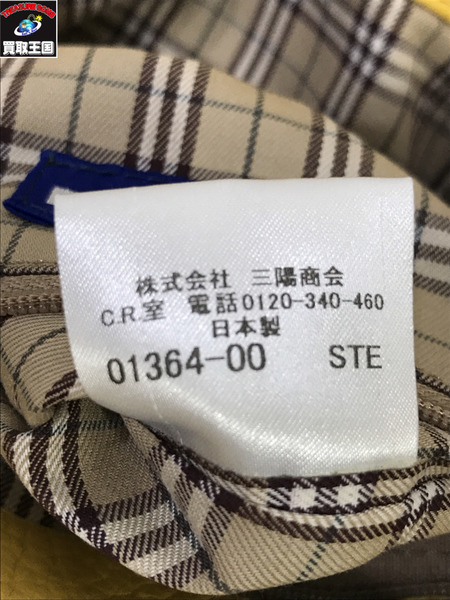 買取王国
株式会社 三陽商会
C.R.室 電話0120-340-460
日本製
01364-00 STE